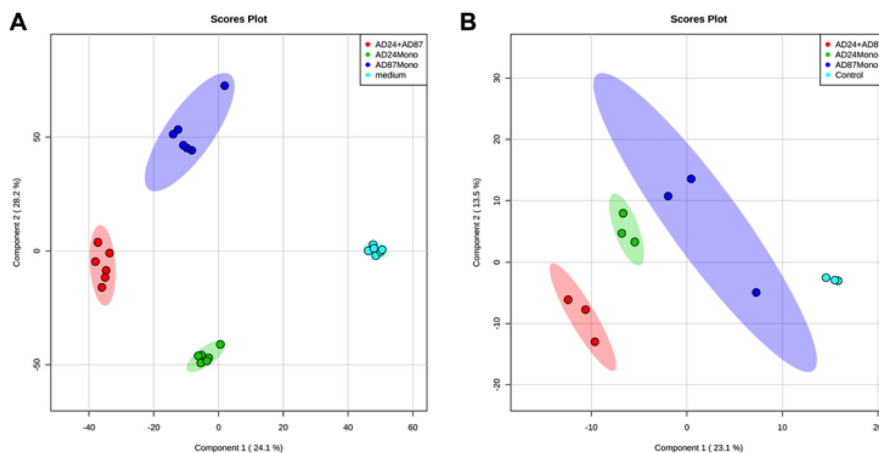 A
Scores Plot
AD24+AD87
AD24Mono
AD87Mono
medium
50
0
-50
Component 2 ( 28.2 %)
-40
-20
0
20
40
60
Component 1 ( 24.1 %)
B
Scores Plot
AD24+AD8
AD24Mono
AD87Mono
Control
30
20
10
0
-10
-20
Component 2 ( 13.5 %)
-10
0
10
20
Component 1 ( 23.1 %)